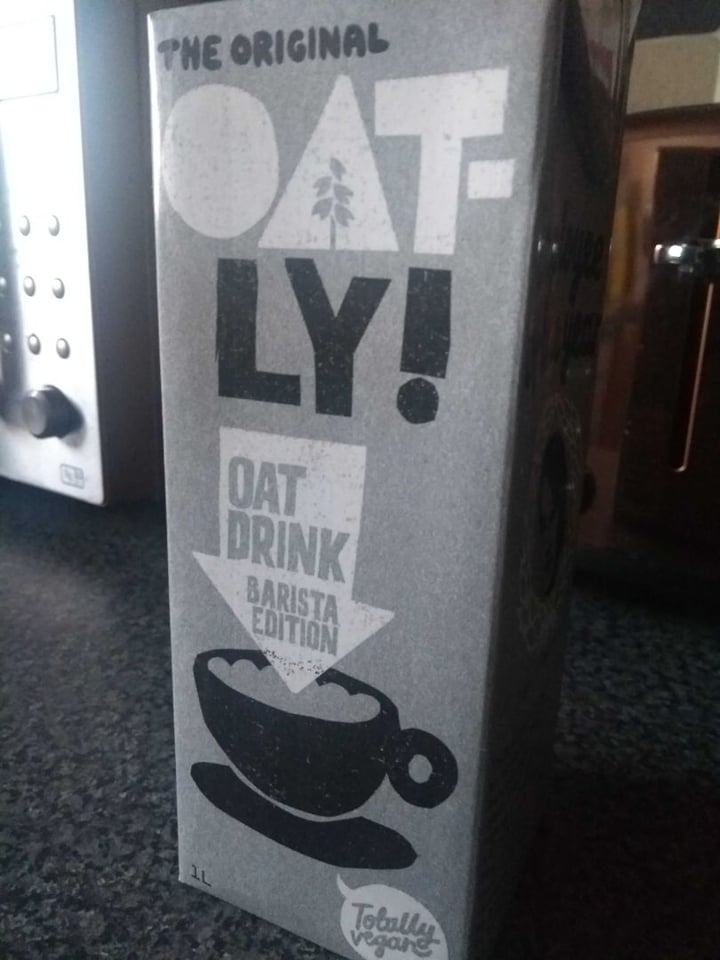 THE ORIGINAL
OAT-
LY!
OAT
DRINK
BARISTA
EDITION
1L
Totally
vegan